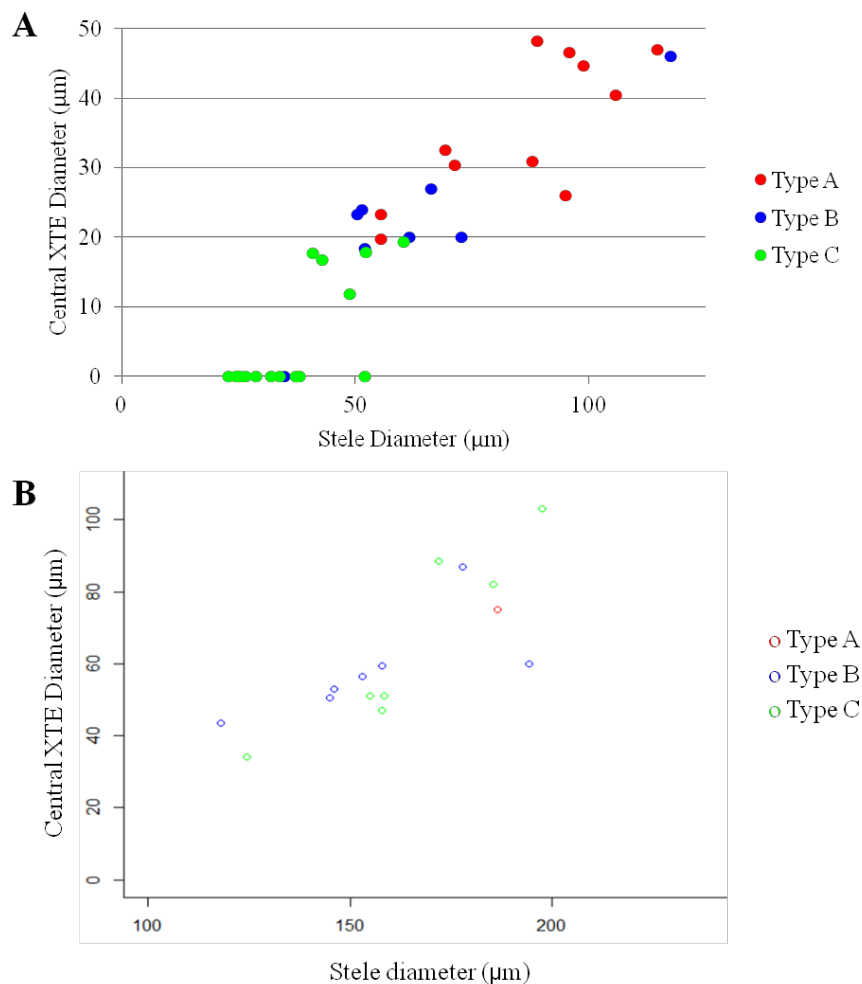 A
Central XTE Diameter (µm)
50
40
30
20
10
0
0
50
100
Stele Diameter (µm)
Type A
Type B
Type C
B
Central XTE Diameter (µm)
100
80
60
40
20
0
100
150
200
Stele diameter (µm)
Type A
Type B
Type C